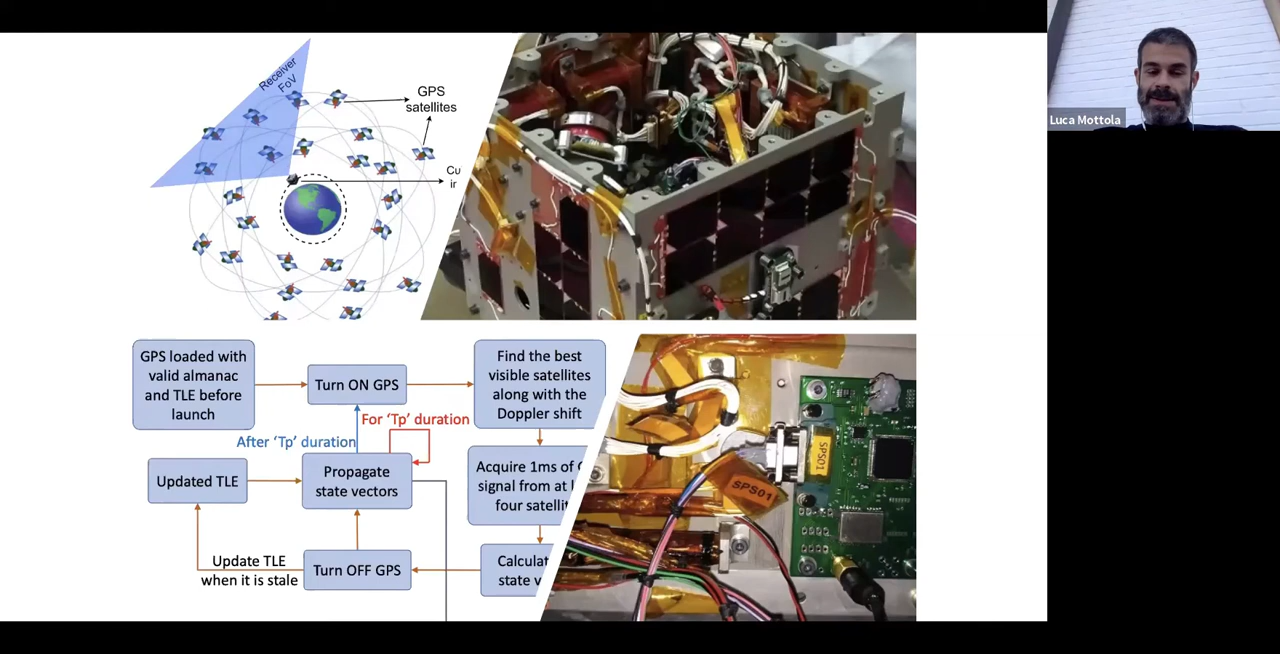 Receiver
FoV
GPS
satellites
Cu
ir
Luca Mottola
GPS loaded with
valid almanac
and TLE before
launch
Turn ON GPS
Find the best
visible satellites
along with the
Doppler shift
For ‘Tp’ duration
After ‘Tp’ duration
Updated TLE
Propagate
state vectors
Acquire 1ms of
signal from at
four
Update TLE
when it is stale
Turn OFF GPS
state
SPS01
SPS01